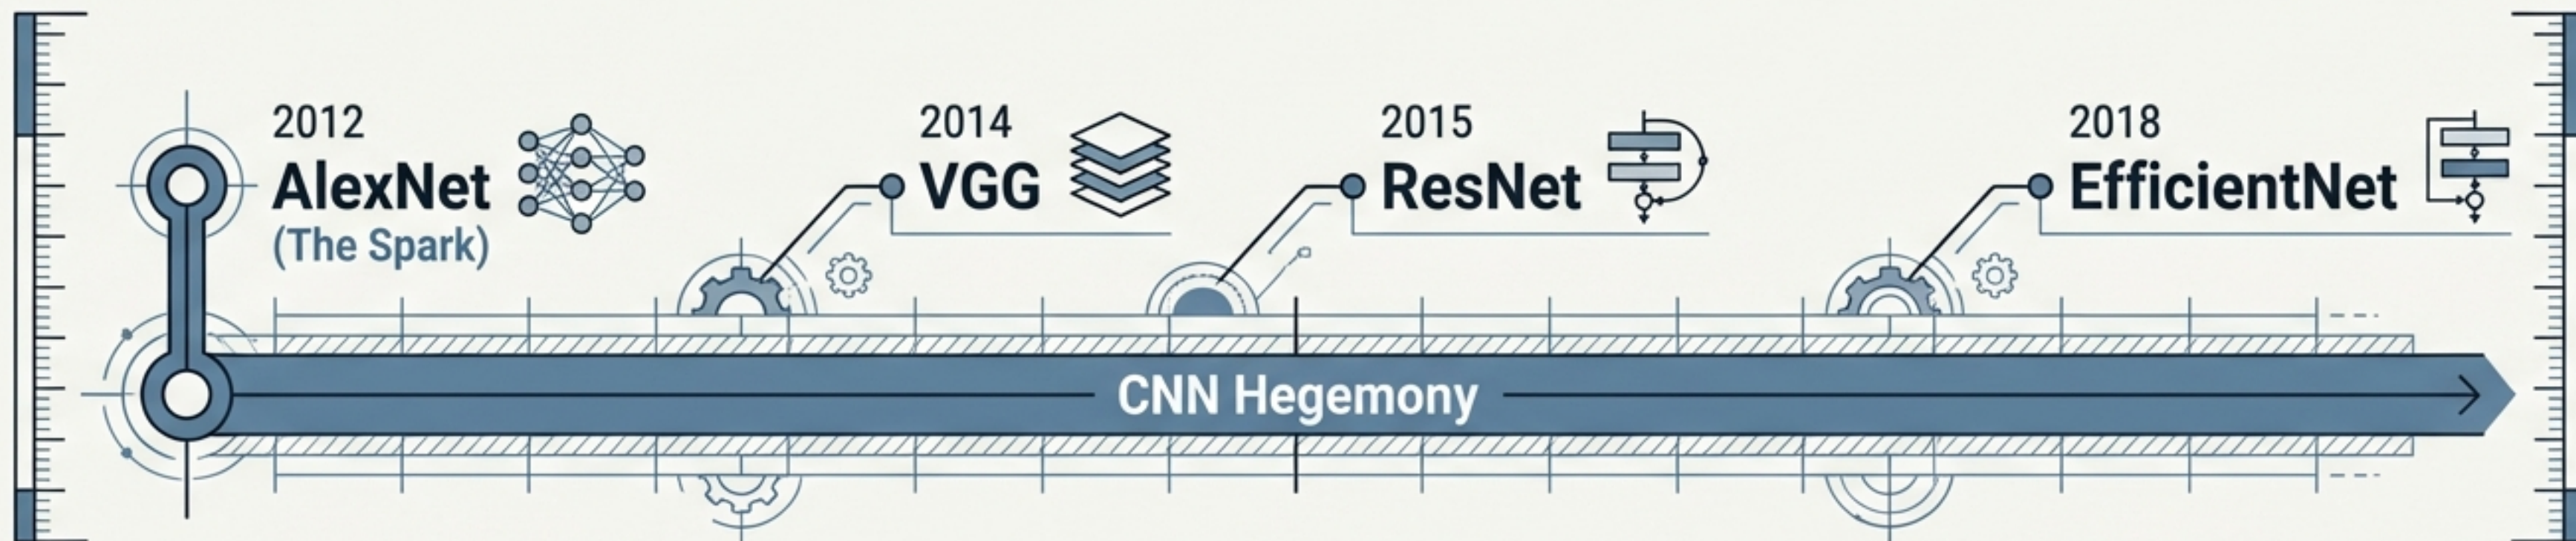 2012
AlexNet
(The Spark)
2014
VGG
2015
ResNet
2018
EfficientNet
CNN Hegemony